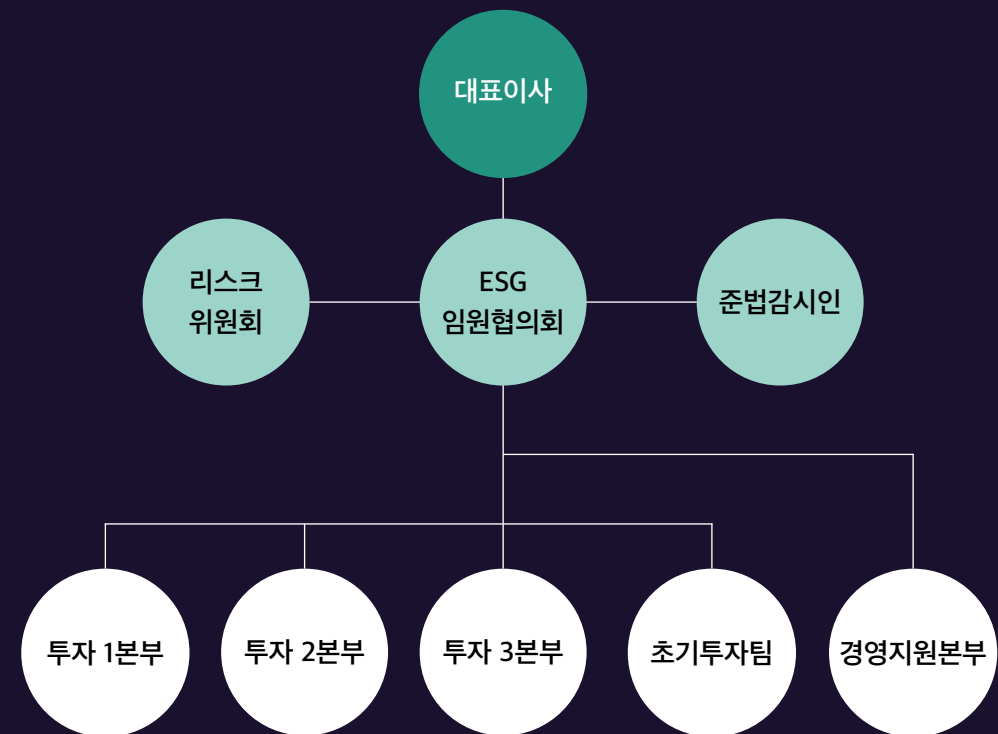 대표이사
리스크
위원회
ESG
임원협의회
준법감시인
투자 1본부
투자 2본부
투자 3본부
초기투자팀
경영지원본부